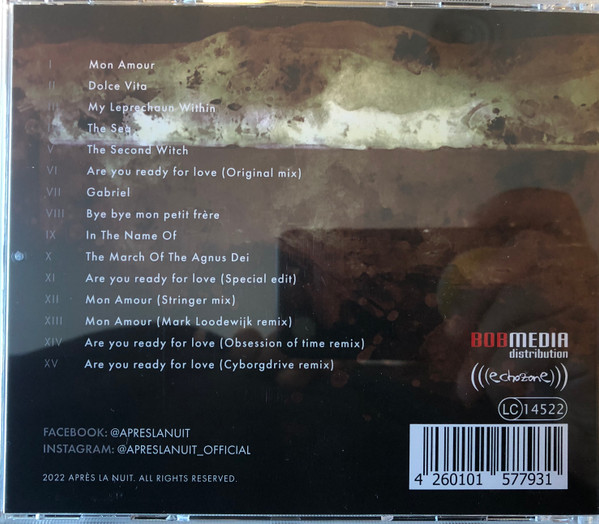 I Mon Amour
II Dolce Vita
III My Leprechaun Within
The Sea
V The Second Witch
VI Are you ready for love (Original mix)
VII Gabriel
VIII Bye bye mon petit frère
IX In The Name Of
X The March Of The Agnus Dei
XI Are you ready for love (Special edit)
XII Mon Amour (Stringer mix)
XIII Mon Amour (Mark Loodewijk remix)
XIV Are you ready for love (Obsession of time remix)
XV Are you ready for love (Cyborgdrive remix)
BOBMEDIA
distribution
(((echozone)))
LC 14522
FACEBOOK: @APRESLANUIT
INSTAGRAM: @APRESLANUIT_OFFICIAL
2022 APRÈS LA NUIT. ALL RIGHTS RESERVED.
4 260101 577931